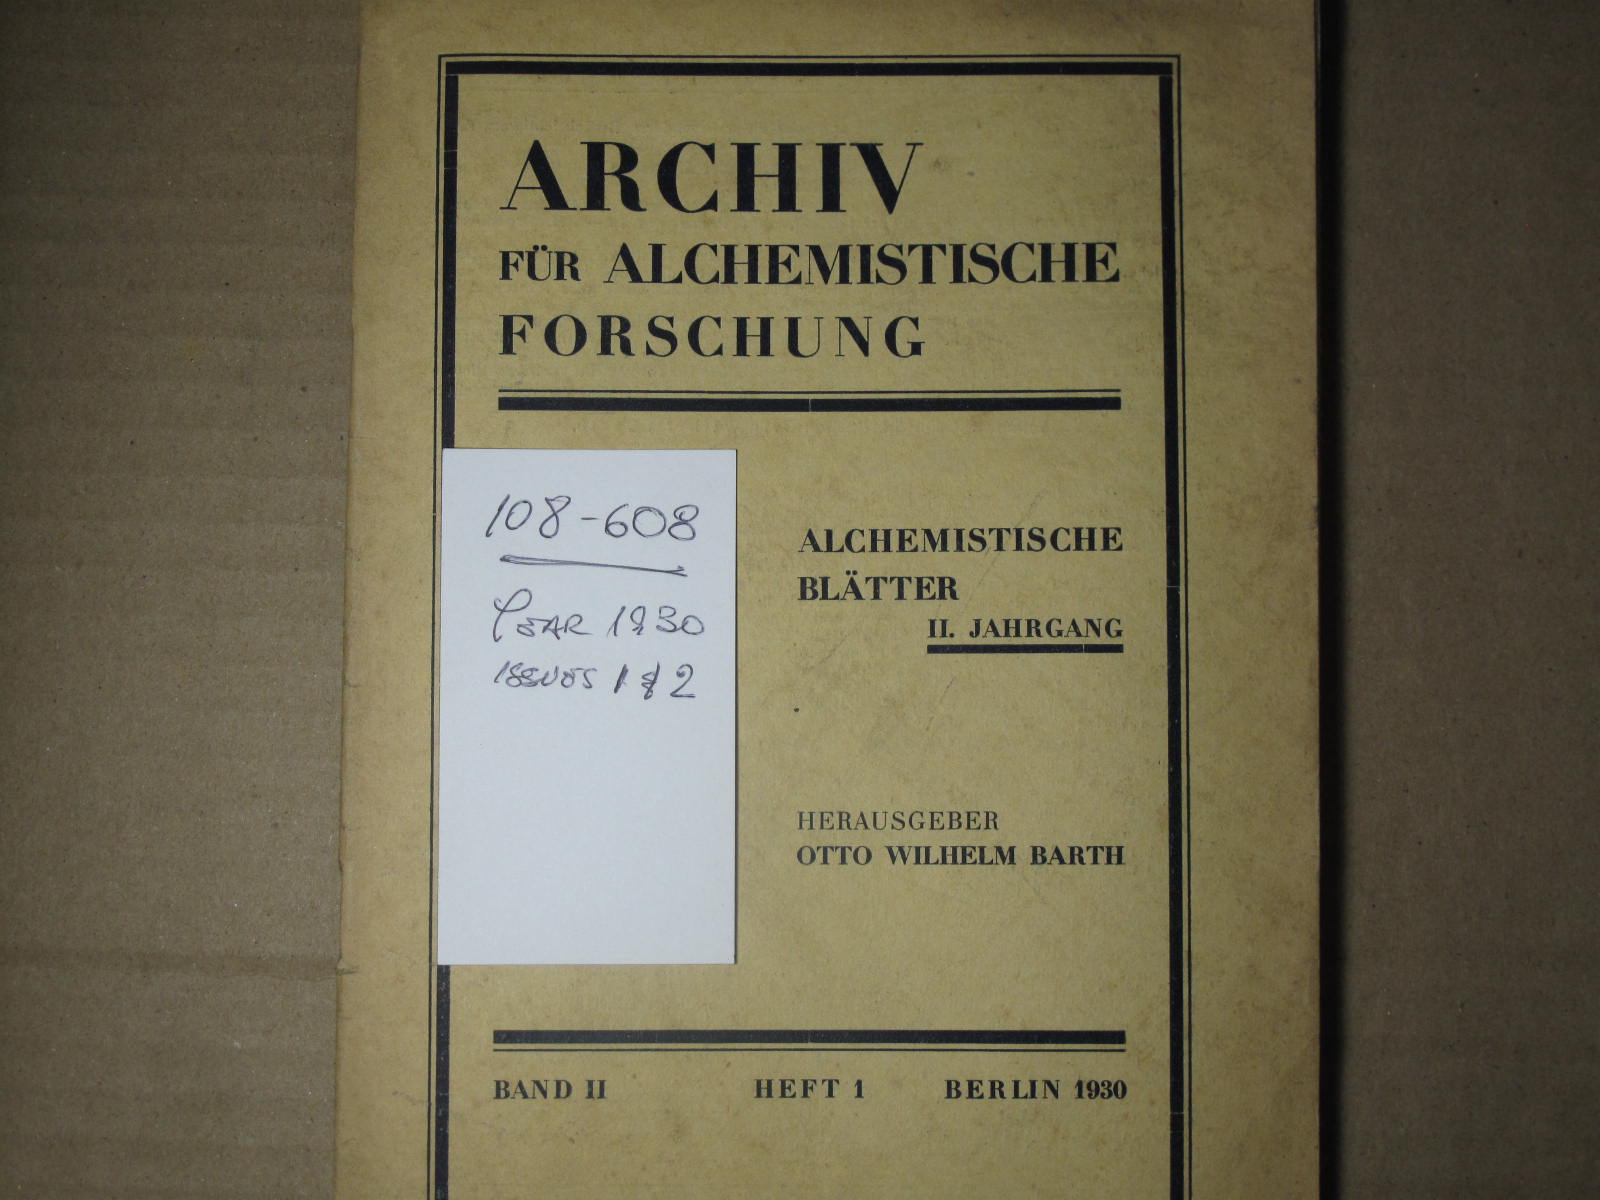 ARCHIV
FÜR ALCHEMISTISCHE
FORSCHUNG
108-608
YEAR 1930
ISSUES 1 & 2
ALCHEMISTISCHE
BLÄTTER
II. JAHRGANG
HERAUSGEBER
OTTO WILHELM BARTH
BAND II HEFT 1 BERLIN 1930